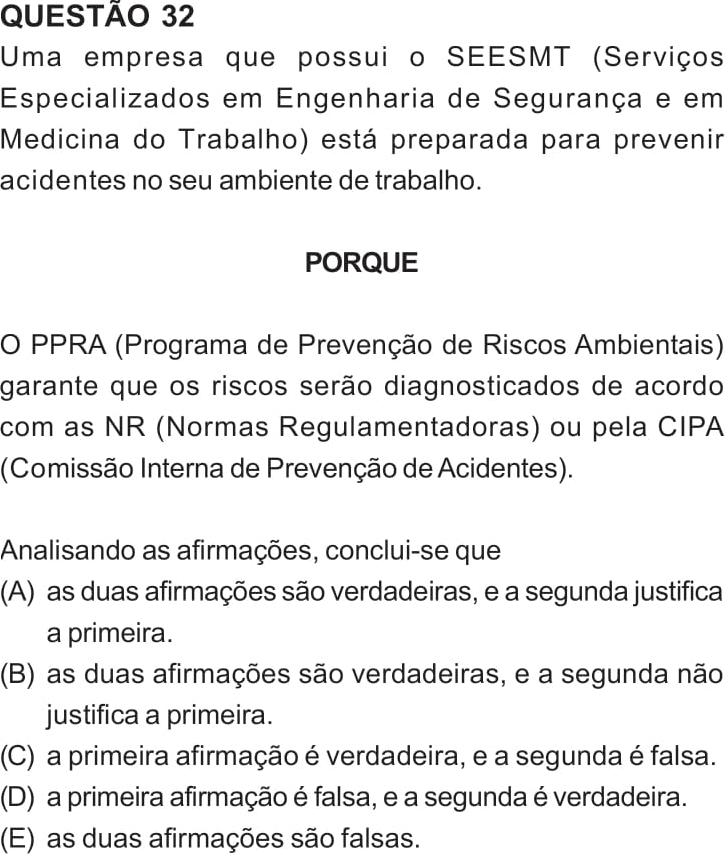 QUESTÃO 32
Uma empresa que possui o SEESMT (Serviços
Especializados em Engenharia de Segurança e em
Medicina do Trabalho) está preparada para prevenir
acidentes no seu ambiente de trabalho.
PORQUE
O PPRA (Programa de Prevenção de Riscos Ambientais)
garante que os riscos serão diagnosticados de acordo
com as NR (Normas Regulamentadoras) ou pela CIPA
(Comissão Interna de Prevenção de Acidentes).
Analisando as afirmações, conclui-se que
(A) as duas afirmações são verdadeiras, e a segunda justifica
a primeira.
(B) as duas afirmações são verdadeiras, e a segunda não
justifica a primeira.
(C) a primeira afirmação é verdadeira, e a segunda é falsa.
(D) a primeira afirmação é falsa, e a segunda é verdadeira.
(E) as duas afirmações são falsas.